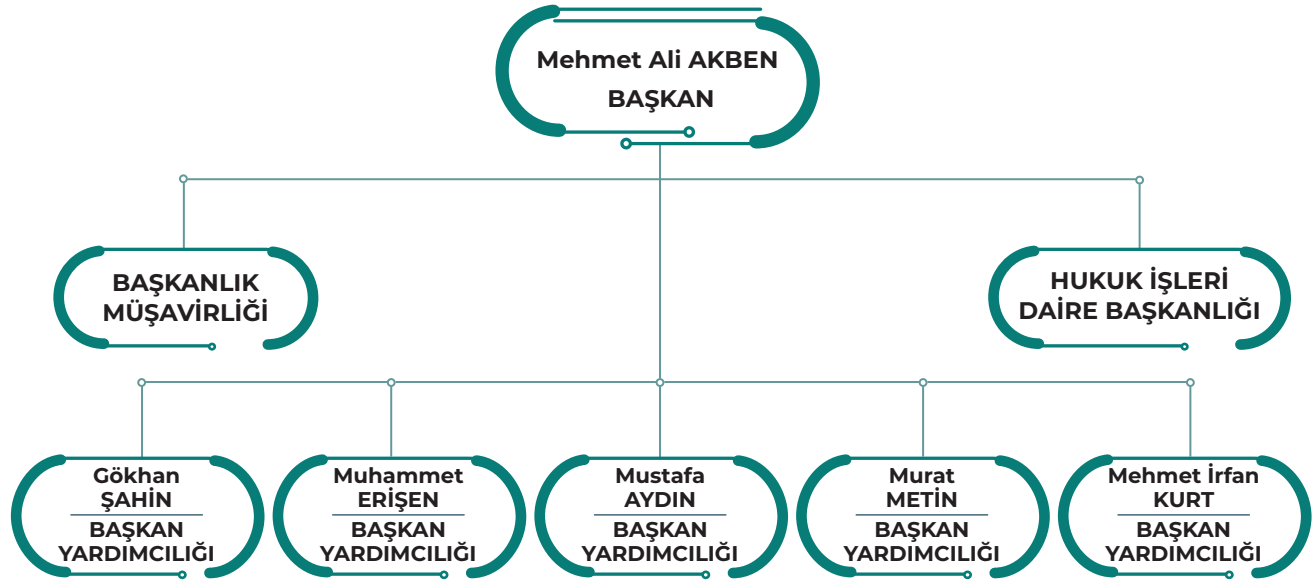 Mehmet Ali AKBEN
BAŞKAN
BAŞKANLIK
MÜŞAVİRLİĞİ
HUKUK İŞLERİ
DAİRE BAŞKANLIĞI
Gökhan
ŞAHİN
BAŞKAN
YARDIMCILIĞI
Muhammet
ERİŞEN
BAŞKAN
YARDIMCILIĞI
Mustafa
AYDIN
BAŞKAN
YARDIMCILIĞI
Murat
METİN
BAŞKAN
YARDIMCILIĞI
Mehmet İrfan
KURT
BAŞKAN
YARDIMCILIĞI